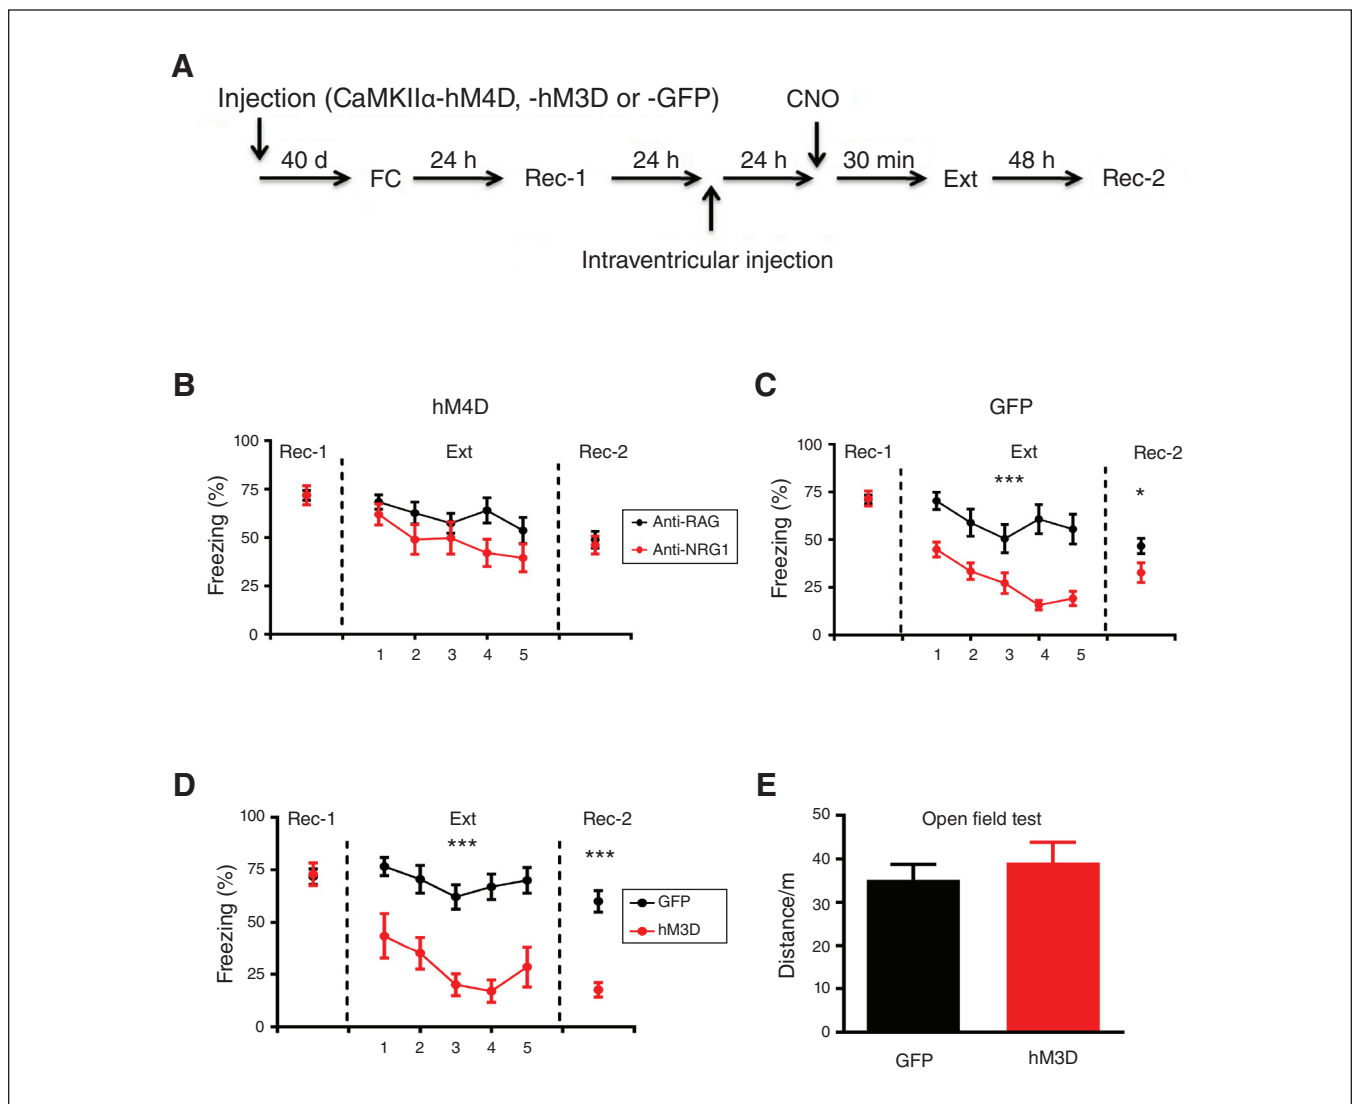 A
Injection (CaMKIIα-hM4D, -hM3D or -GFP)
CNO
40 d
24 h
24 h
24 h
30 min
48 h
FC
Rec-1
Ext
Rec-2
Intraventricular injection
B
hM4D
Rec-1
Ext
Rec-2
Freezing (%)
100
75
50
25
0
1 2 3 4 5
Anti-RAG
Anti-NRG1
C
GFP
Rec-1
Ext
Rec-2
***
*
Freezing (%)
100
75
50
25
0
1 2 3 4 5
D
Rec-1
Ext
Rec-2
***
***
Freezing (%)
100
75
50
25
0
1 2 3 4 5
GFP
hM3D
E
Open field test
Distance/m
50
40
30
20
10
0
GFP
hM3D